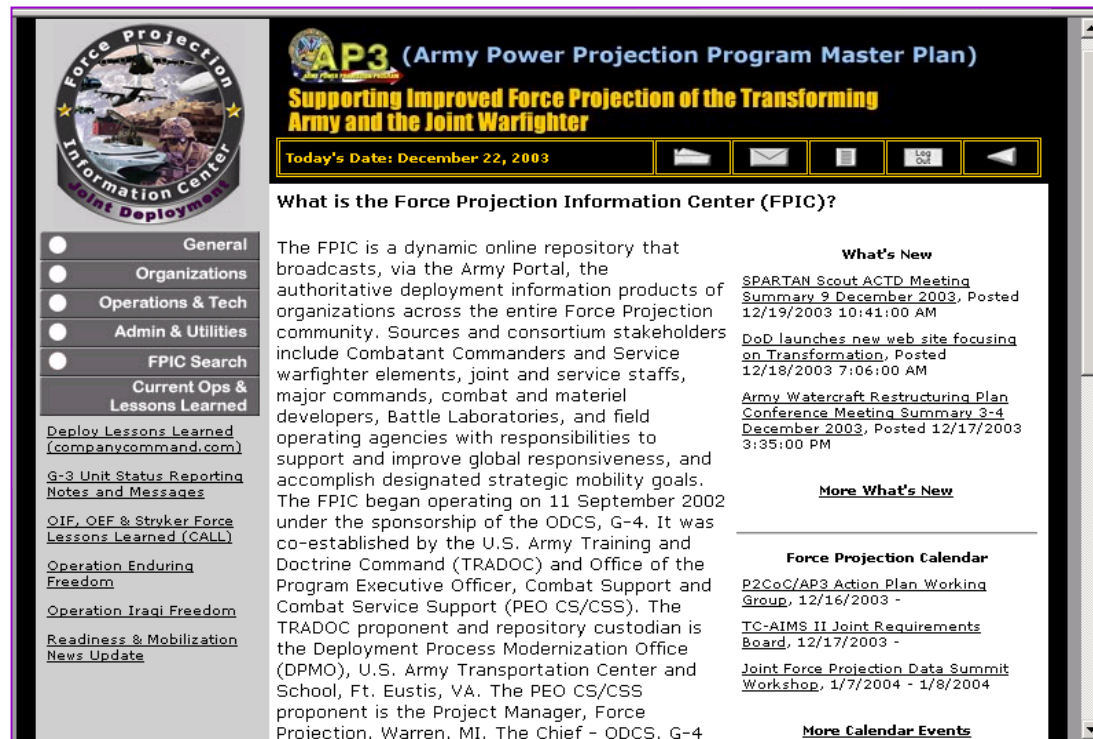 Force Projection
Information Center
Joint Deployment
AP3 (Army Power Projection Program Master Plan)
ARMY POWER PROJECTION PROGRAM
Supporting Improved Force Projection of the Transforming
Army and the Joint Warfighter
Today's Date: December 22, 2003
Log
Out
General
Organizations
Operations & Tech
Admin & Utilities
FPIC Search
Current Ops &
Lessons Learned
Deploy Lessons Learned
(companycommand.com)
G-3 Unit Status Reporting
Notes and Messages
OIF, OEF & Stryker Force
Lessons Learned (CALL)
Operation Enduring
Freedom
Operation Iraqi Freedom
Readiness & Mobilization
News Update
What is the Force Projection Information Center (FPIC)?
The FPIC is a dynamic online repository that
broadcasts, via the Army Portal, the
authoritative deployment information products of
organizations across the entire Force Projection
community. Sources and consortium stakeholders
include Combatant Commanders and Service
warfighter elements, joint and service staffs,
major commands, combat and materiel
developers, Battle Laboratories, and field
operating agencies with responsibilities to
support and improve global responsiveness, and
accomplish designated strategic mobility goals.
The FPIC began operating on 11 September 2002
under the sponsorship of the ODCS, G-4. It was
co-established by the U.S. Army Training and
Doctrine Command (TRADOC) and Office of the
Program Executive Officer, Combat Support and
Combat Service Support (PEO CS/CSS). The
TRADOC proponent and repository custodian is
the Deployment Process Modernization Office
(DPMO), U.S. Army Transportation Center and
School, Ft. Eustis, VA. The PEO CS/CSS
proponent is the Project Manager, Force
Projection, Warren, MI. The Chief - ODCS, G-4
What's New
SPARTAN Scout ACTD Meeting
Summary 9 December 2003, Posted
12/19/2003 10:41:00 AM
DoD launches new web site focusing
on Transformation, Posted
12/18/2003 7:06:00 AM
Army Watercraft Restructuring Plan
Conference Meeting Summary 3-4
December 2003, Posted 12/17/2003
3:35:00 PM
More What's New
Force Projection Calendar
P2CoC/AP3 Action Plan Working
Group, 12/16/2003 -
TC-AIMS II Joint Requirements
Board, 12/17/2003 -
Joint Force Projection Data Summit
Workshop, 1/7/2004 - 1/8/2004
More Calendar Events